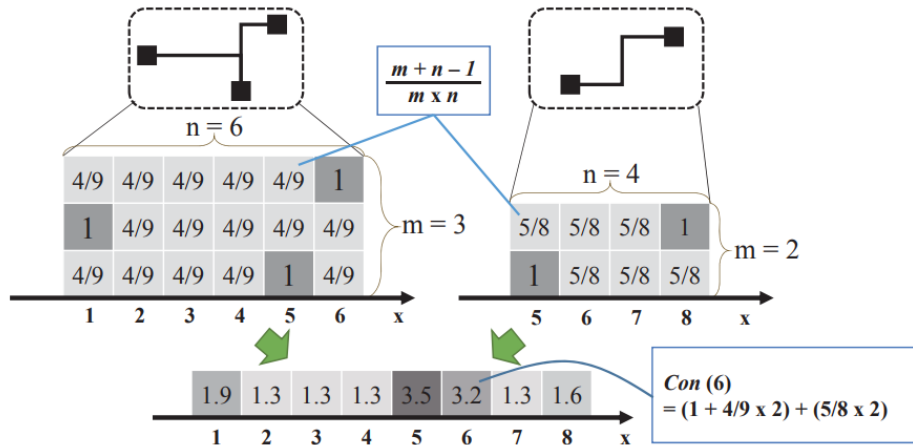 m + n – 1
m x n
n = 6
4/9 4/9 4/9 4/9 4/9 1
1 4/9 4/9 4/9 4/9 4/9
4/9 4/9 4/9 4/9 1 4/9
m = 3
1 2 3 4 5 6 x
n = 4
5/8 5/8 5/8 1
1 5/8 5/8 5/8
m = 2
5 6 7 8 x
1.9 1.3 1.3 1.3 3.5 3.2 1.3 1.6
1 2 3 4 5 6 7 8 x
Con (6)
= (1 + 4/9 x 2) + (5/8 x 2)